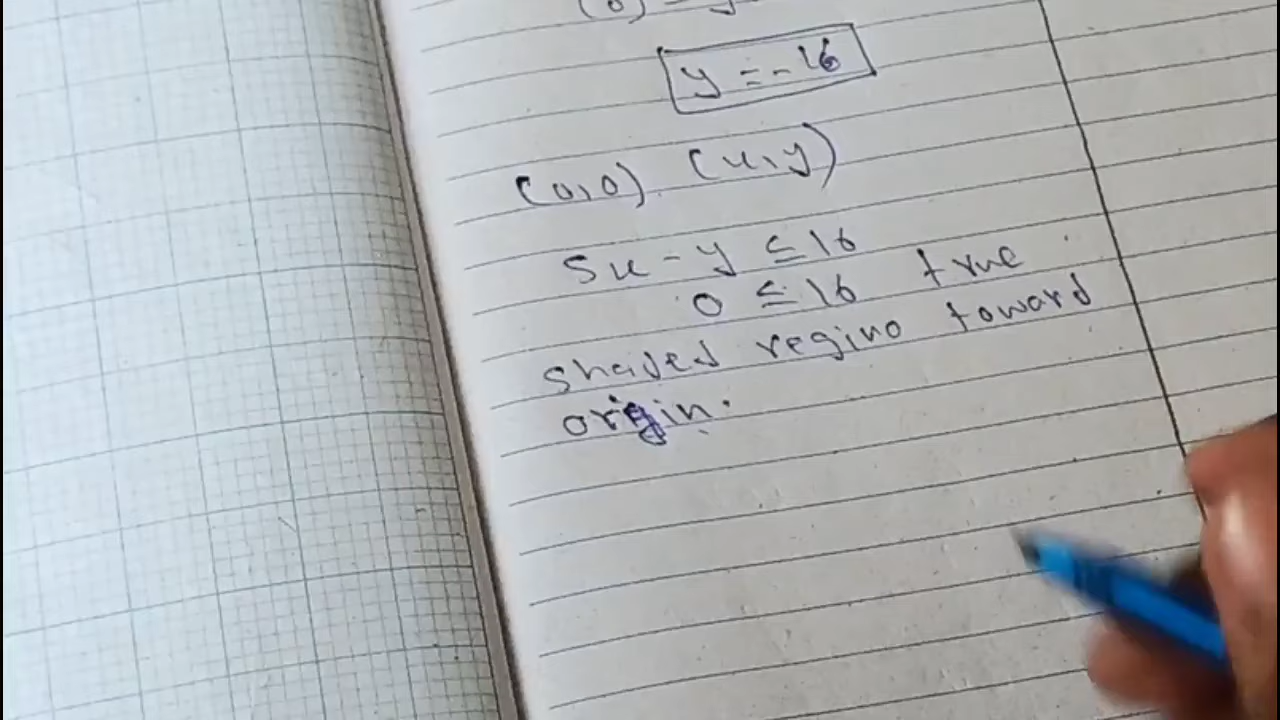 y = -16
(0,0) (x,y)
5x - y ≤ 16
0 ≤ 16 true
shaded regino toward
origin.